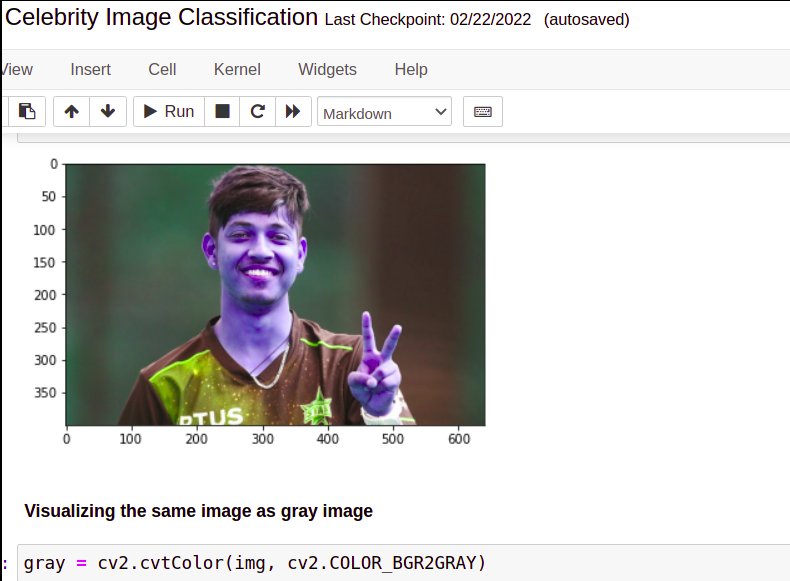 Celebrity Image Classification Last Checkpoint: 02/22/2022 (autosaved)
View Insert Cell Kernel Widgets Help
Run Markdown
0
50
100
150
200
250
300
350
RTUS
0 100 200 300 400 500 600
Visualizing the same image as gray image
: gray = cv2.cvtColor(img, cv2.COLOR_BGR2GRAY)